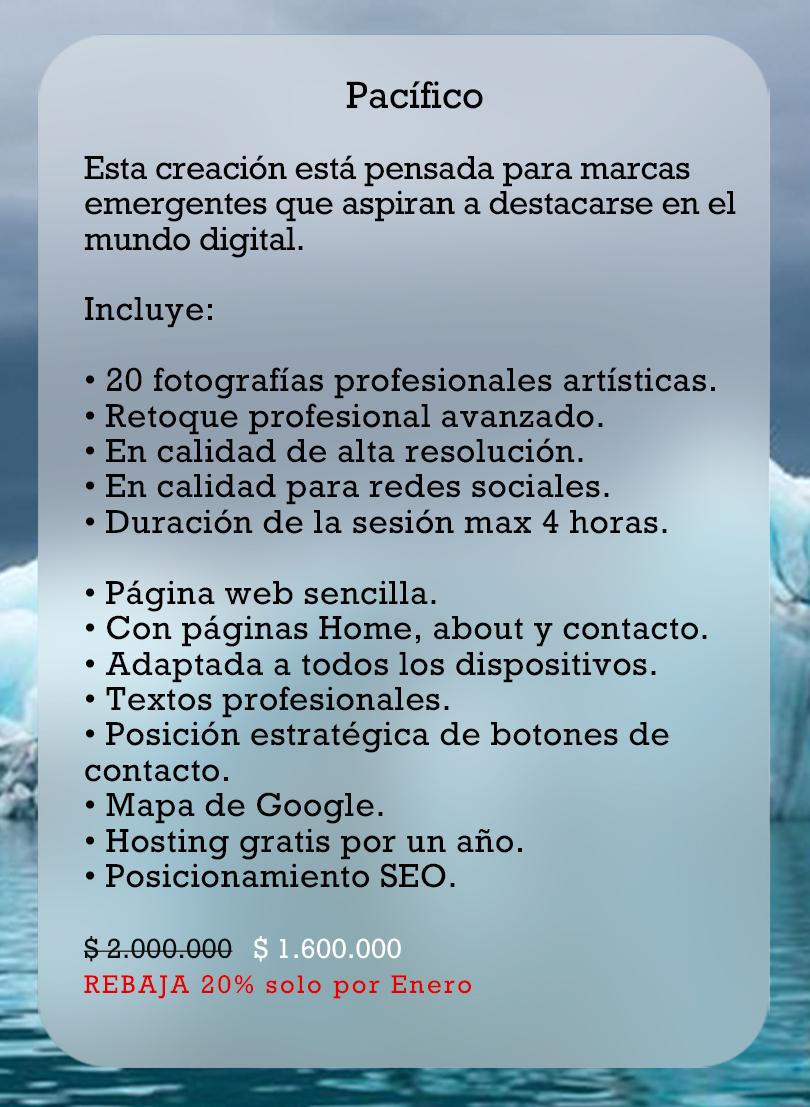 Pacífico
Esta creación está pensada para marcas
emergentes que aspiran a destacarse en el
mundo digital.
Incluye:
• 20 fotografías profesionales artísticas.
• Retoque profesional avanzado.
• En calidad de alta resolución.
• En calidad para redes sociales.
• Duración de la sesión max 4 horas.
• Página web sencilla.
• Con páginas Home, about y contacto.
• Adaptada a todos los dispositivos.
• Textos profesionales.
• Posición estratégica de botones de
contacto.
• Mapa de Google.
• Hosting gratis por un año.
• Posicionamiento SEO.
$ 2.000.000 $ 1.600.000
REBAJA 20% solo por Enero